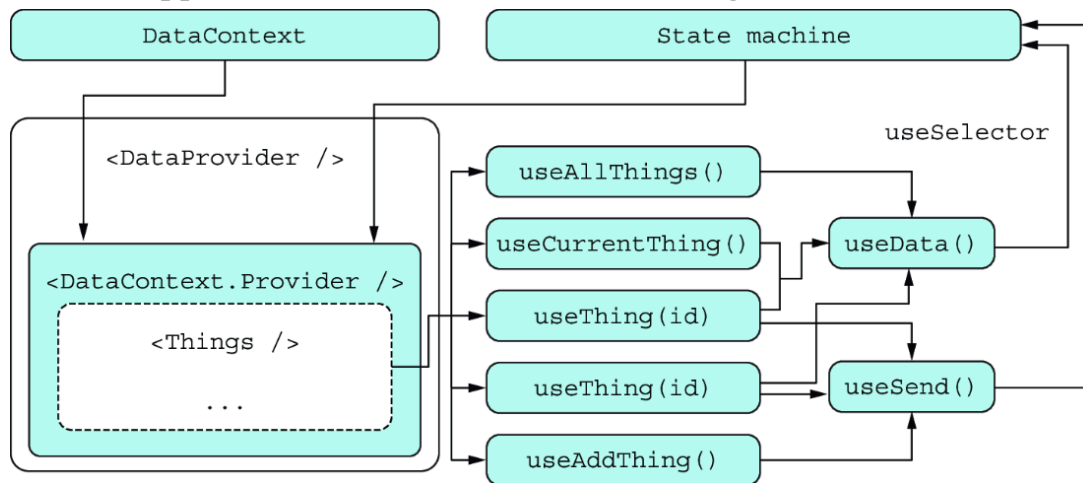 DataContext
State machine
<DataProvider />
useSelector
useAllThings()
useCurrentThing()
useData()
<DataContext.Provider />
useThing(id)
<Things />
useThing(id)
useSend()
...
useAddThing()